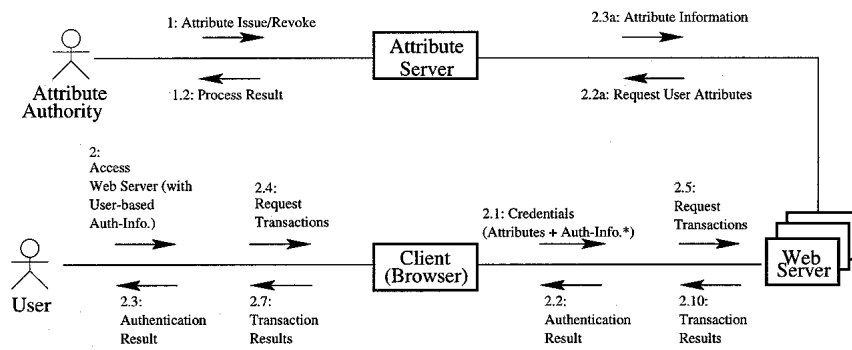 1: Attribute Issue/Revoke
2.3a: Attribute Information
Attribute
Server
Attribute
Authority
1.2: Process Result
2.2a: Request User Attributes
2:
Access
Web Server (with
User-based
Auth-Info.)
2.4:
Request
Transactions
2.1: Credentials
(Attributes + Auth-Info.*)
2.5:
Request
Transactions
User
Client
(Browser)
Web
Server
2.3:
Authentication
Result
2.7:
Transaction
Results
2.2:
Authentication
Result
2.10:
Transaction
Results